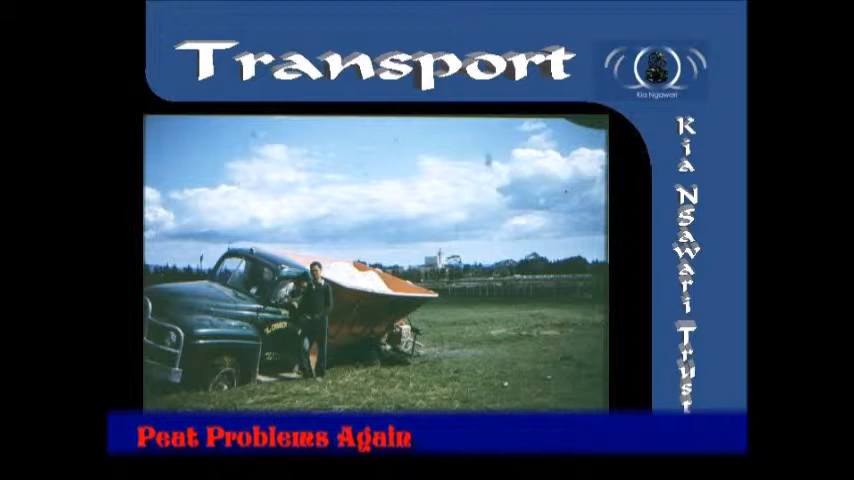 Transport
Kia Ngawari
Kia Ngawari Trust
Peat Problems Again